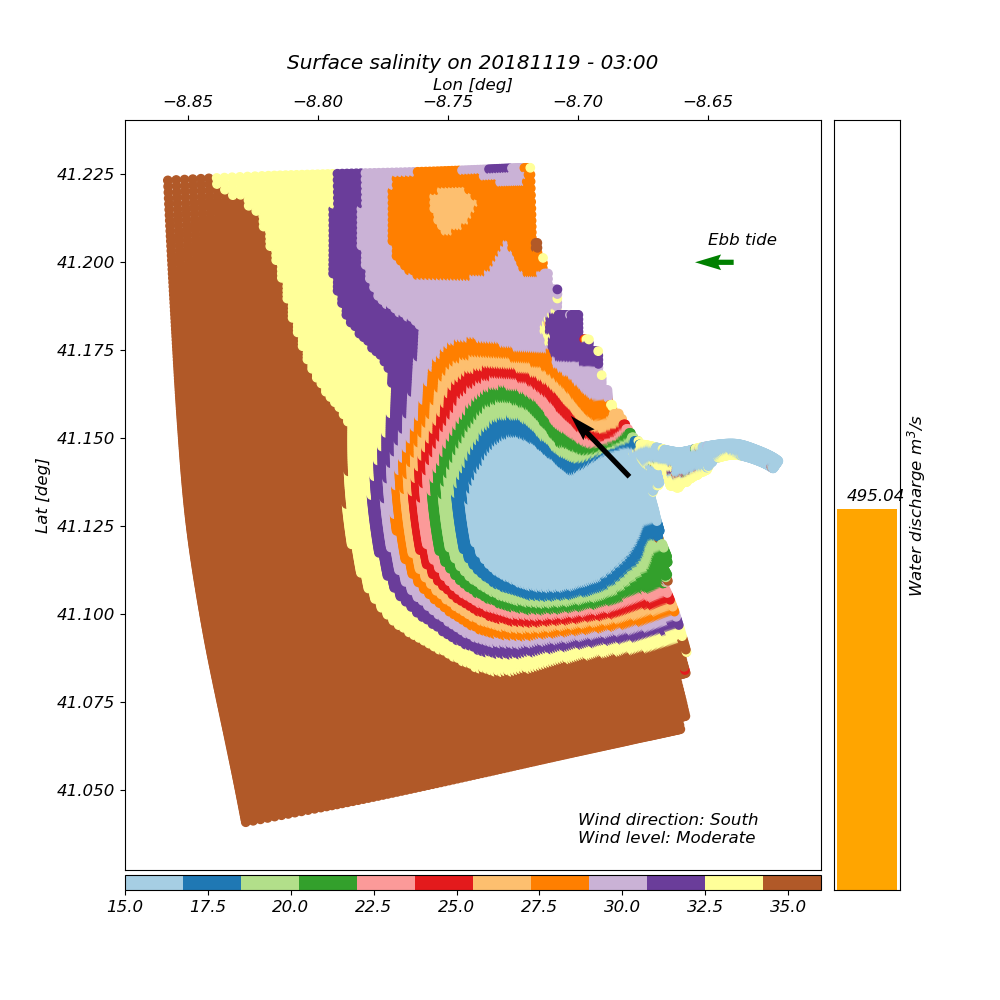 Surface salinity on 20181119 - 03:00
Lon [deg]
−8.85 −8.80 −8.75 −8.70 −8.65
41.225
Ebb tide
41.200
41.175
41.150
Lat [deg]
41.125
41.100
41.075
41.050
495.04
Water discharge m³/s
Wind direction: South
Wind level: Moderate
15.0 17.5 20.0 22.5 25.0 27.5 30.0 32.5 35.0